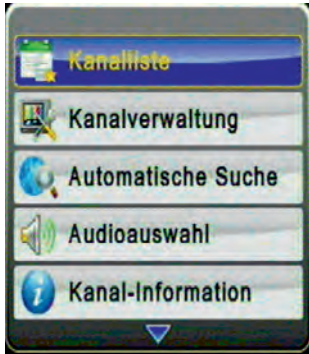 Kanalliste
Kanalverwaltung
Automatische Suche
Audioauswahl
Kanal-Information